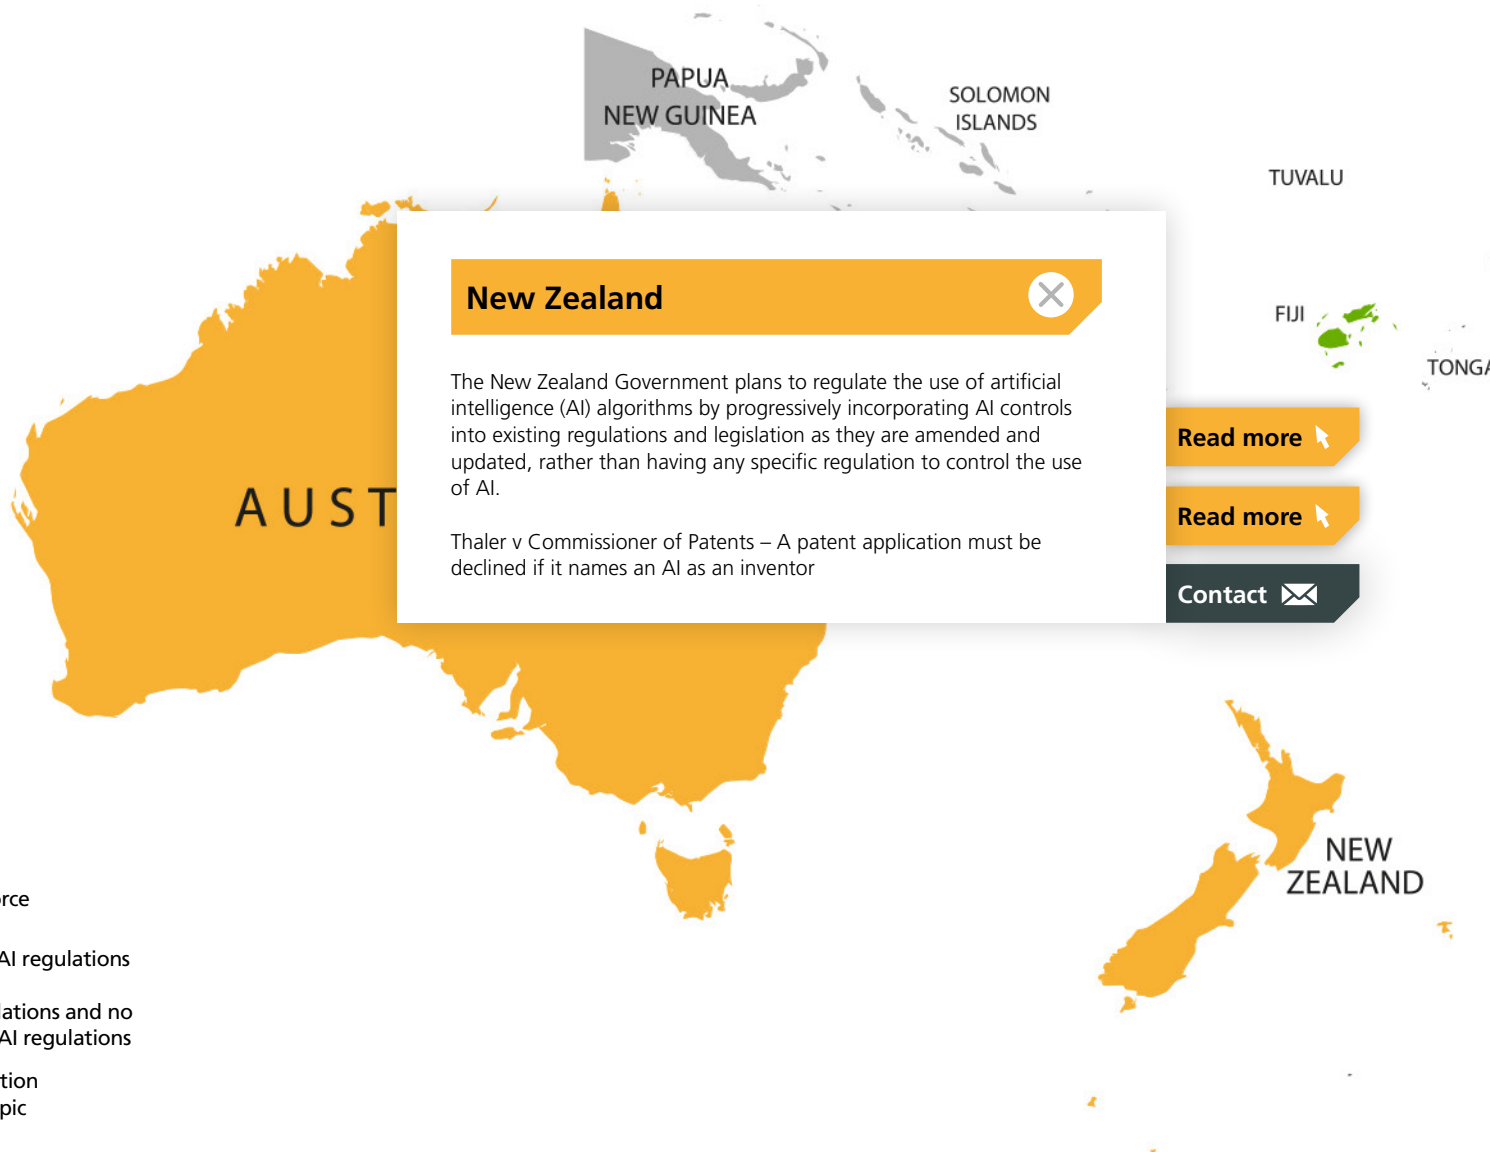 PAPUA
NEW GUINEA
SOLOMON
ISLANDS
TUVALU
FIJI
TONGA
New Zealand
The New Zealand Government plans to regulate the use of artificial
intelligence (AI) algorithms by progressively incorporating AI controls
into existing regulations and legislation as they are amended and
updated, rather than having any specific regulation to control the use
of AI.
Thaler v Commissioner of Patents – A patent application must be
declined if it names an AI as an inventor
Read more
Read more
Contact
AUST
NEW
ZEALAND
AI regulations
and no
AI regulations